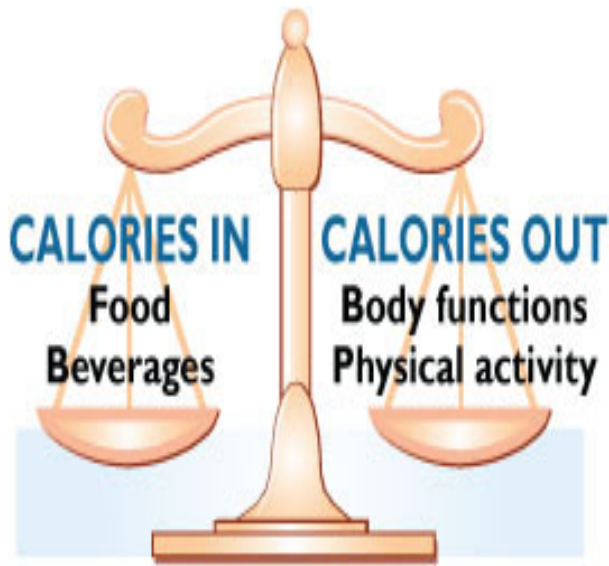 CALORIES IN
Food
Beverages
CALORIES OUT
Body functions
Physical activity